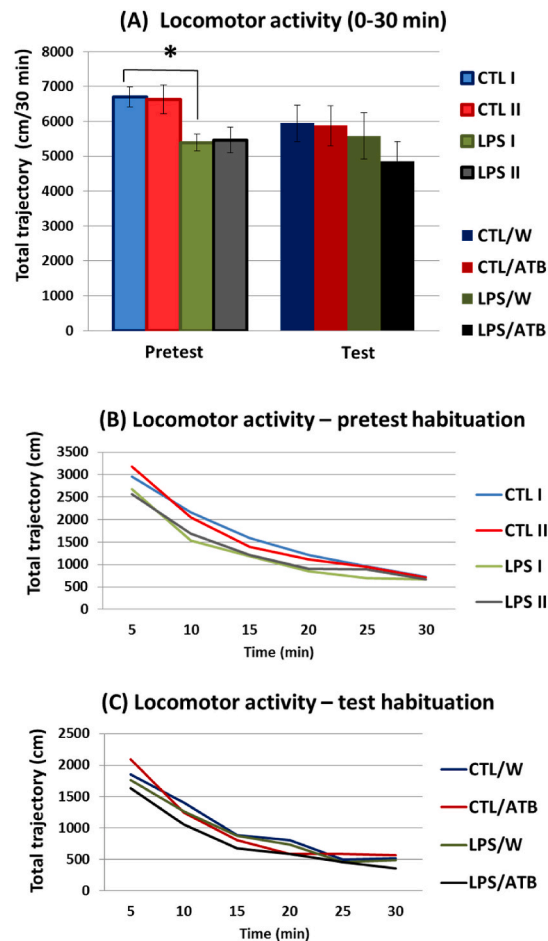 (A) Locomotor activity (0-30 min)
Total trajectory (cm/30 min)
8000
7000
6000
5000
4000
3000
2000
1000
0
*
Pretest
Test
CTL I
CTL II
LPS I
LPS II
CTL/W
CTL/ATB
LPS/W
LPS/ATB
(B) Locomotor activity – pretest habituation
Total trajectory (cm)
3500
3000
2500
2000
1500
1000
500
0
5 10 15 20 25 30
Time (min)
CTL I
CTL II
LPS I
LPS II
(C) Locomotor activity – test habituation
Total trajectory (cm)
2500
2000
1500
1000
500
0
5 10 15 20 25 30
Time (min)
CTL/W
CTL/ATB
LPS/W
LPS/ATB